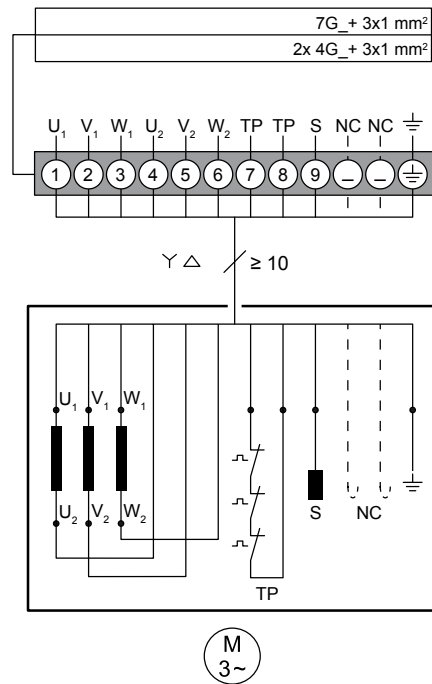 7G_+ 3x1 mm²
2x 4G_+ 3x1 mm²
U₁ V₁ W₁ U₂ V₂ W₂ TP TP S NC NC
1 2 3 4 5 6 7 8 9 _ _
≥ 10
U₁ V₁ W₁
U₂ V₂ W₂
S NC
TP
M
3~